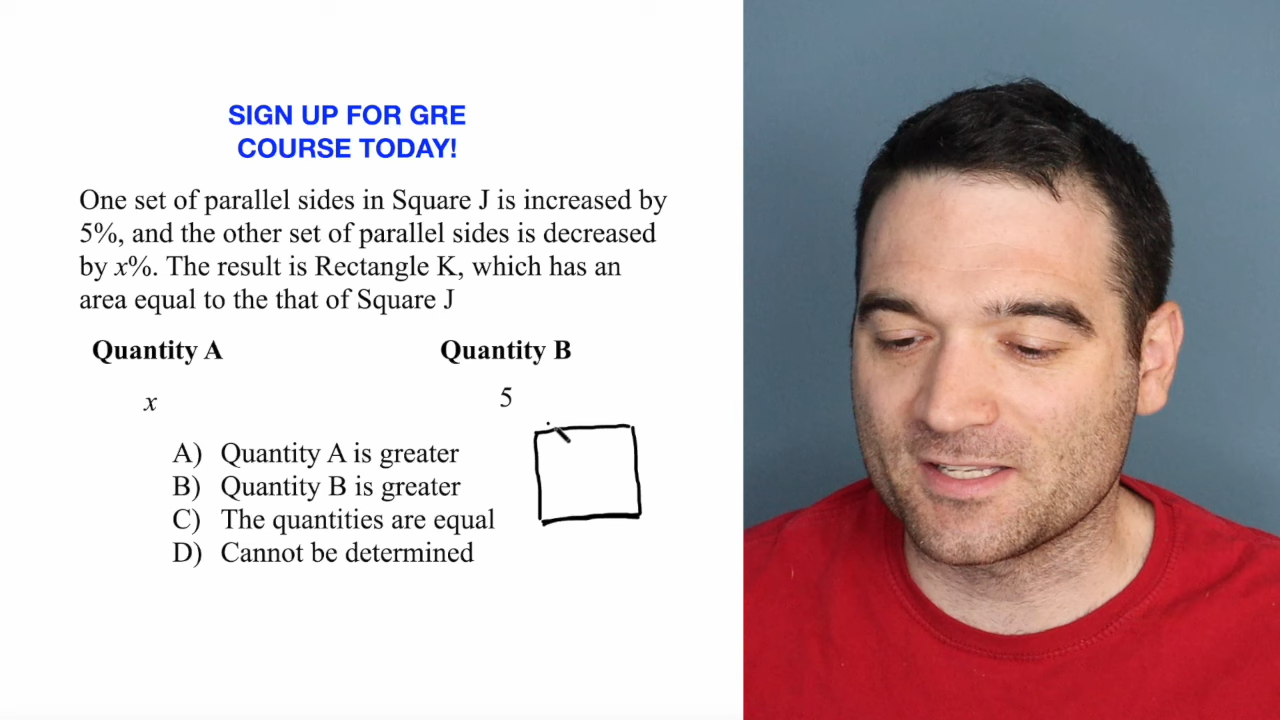 SIGN UP FOR GRE
COURSE TODAY!
One set of parallel sides in Square J is increased by
5%, and the other set of parallel sides is decreased
by x%. The result is Rectangle K, which has an
area equal to the that of Square J
Quantity A Quantity B
x 5
A) Quantity A is greater
B) Quantity B is greater
C) The quantities are equal
D) Cannot be determined